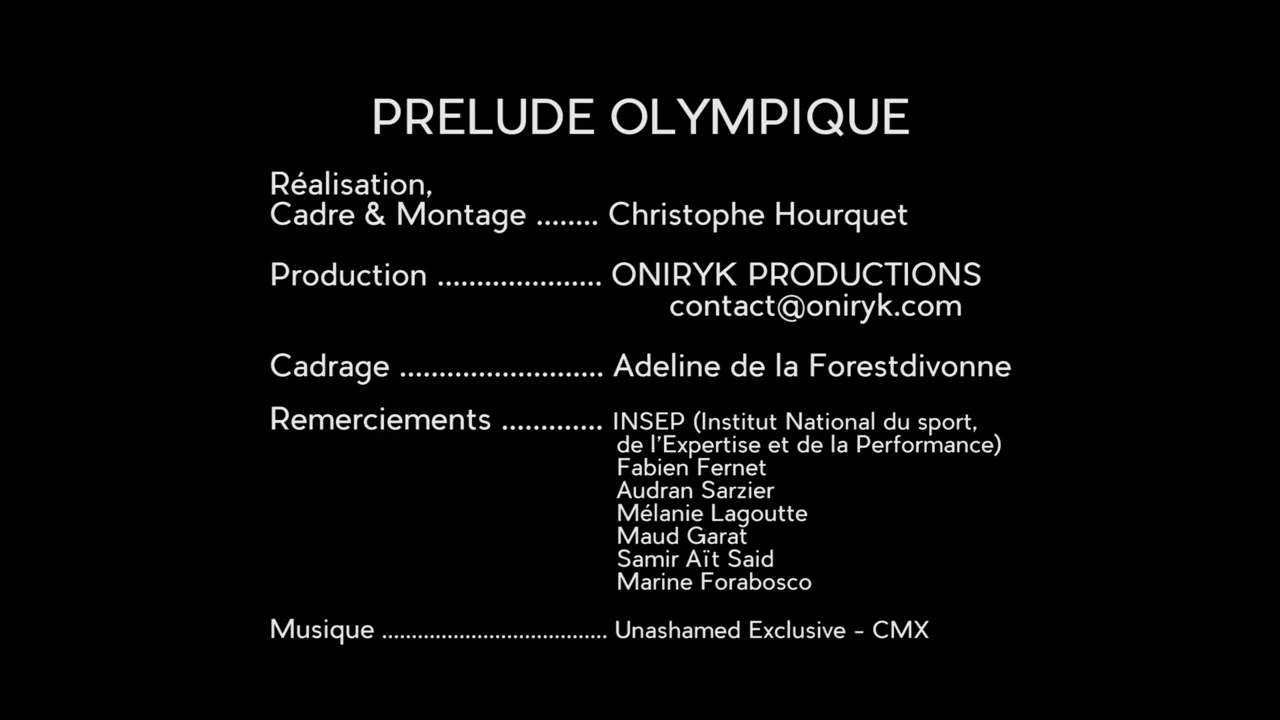 PRELUDE OLYMPIQUE
Réalisation,
Cadre & Montage ........ Christophe Hourquet
Production ..................... ONIRYK PRODUCTIONS
contact@oniryk.com
Cadrage .......................... Adeline de la Forestdivonne
Remerciements ............. INSEP (Institut National du sport,
de l'Expertise et de la Performance)
Fabien Fernet
Audran Sarzier
Mélanie Lagoutte
Maud Garat
Samir Aït Said
Marine Forabosco
Musique ...................................... Unashamed Exclusive - CMX